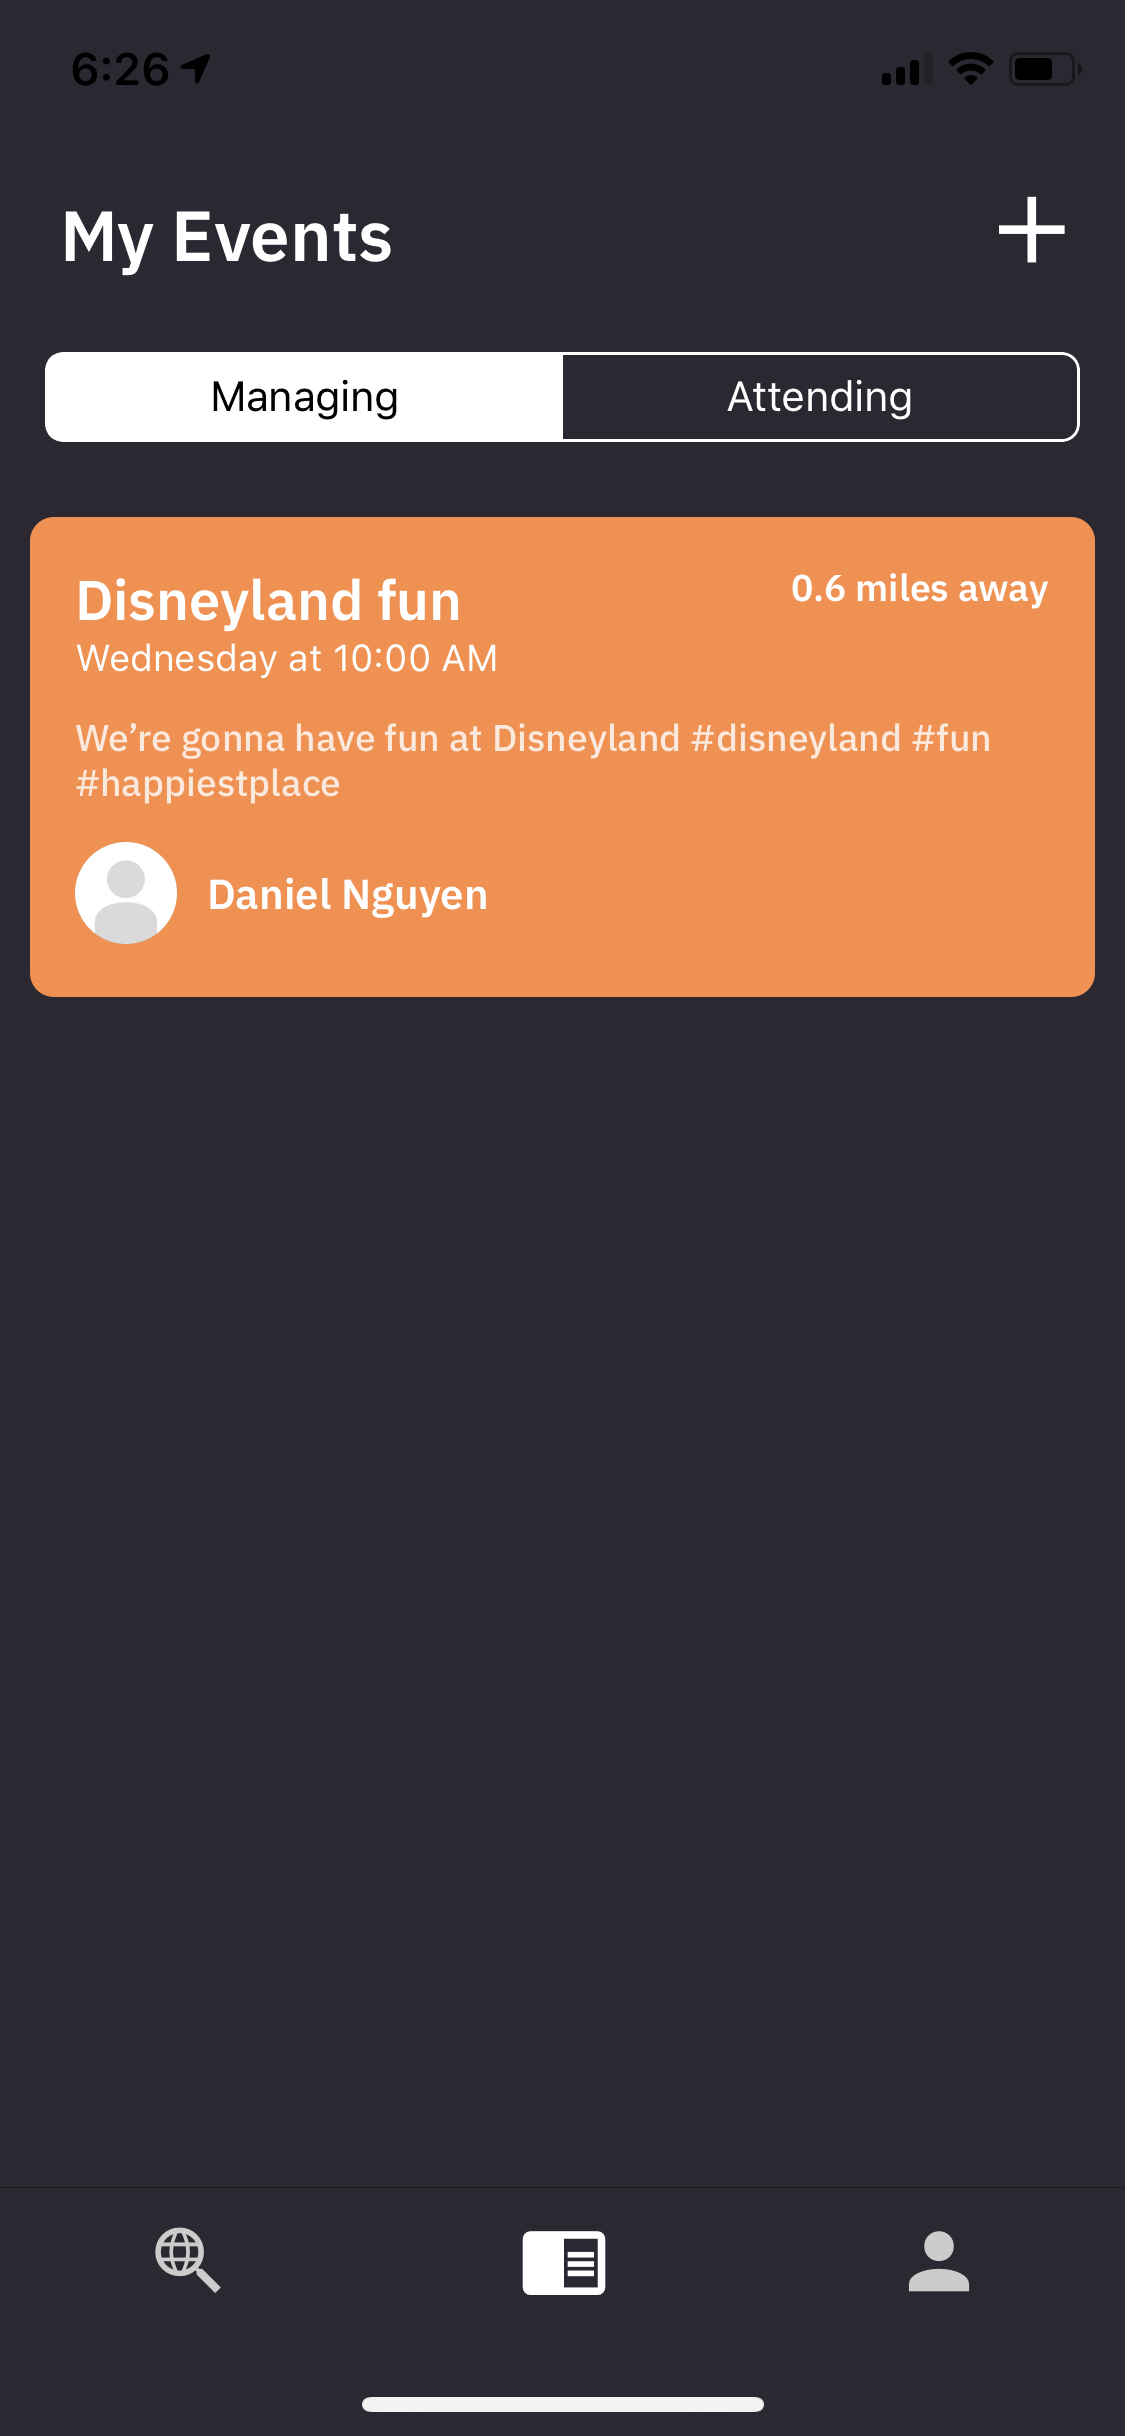 6:26
My Events
Managing
Attending
Disneyland fun
0.6 miles away
Wednesday at 10:00 AM
We’re gonna have fun at Disneyland #disneyland #fun
#happiestplace
Daniel Nguyen